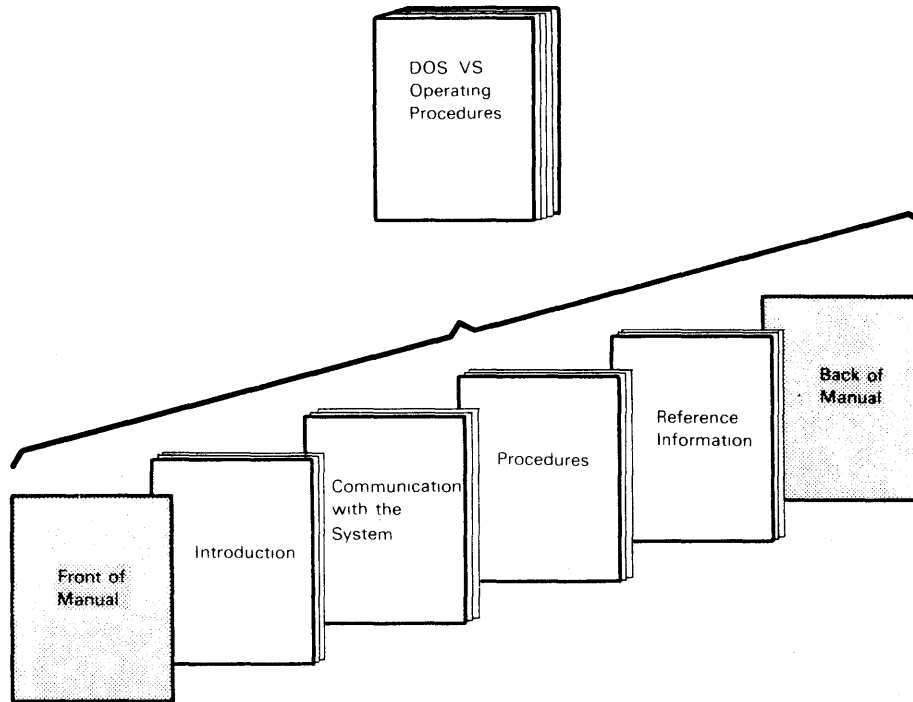 DOS VS
Operating
Procedures
Back of
Manual
Reference
Information
Procedures
Communication
with the
System
Introduction
Front of
Manual